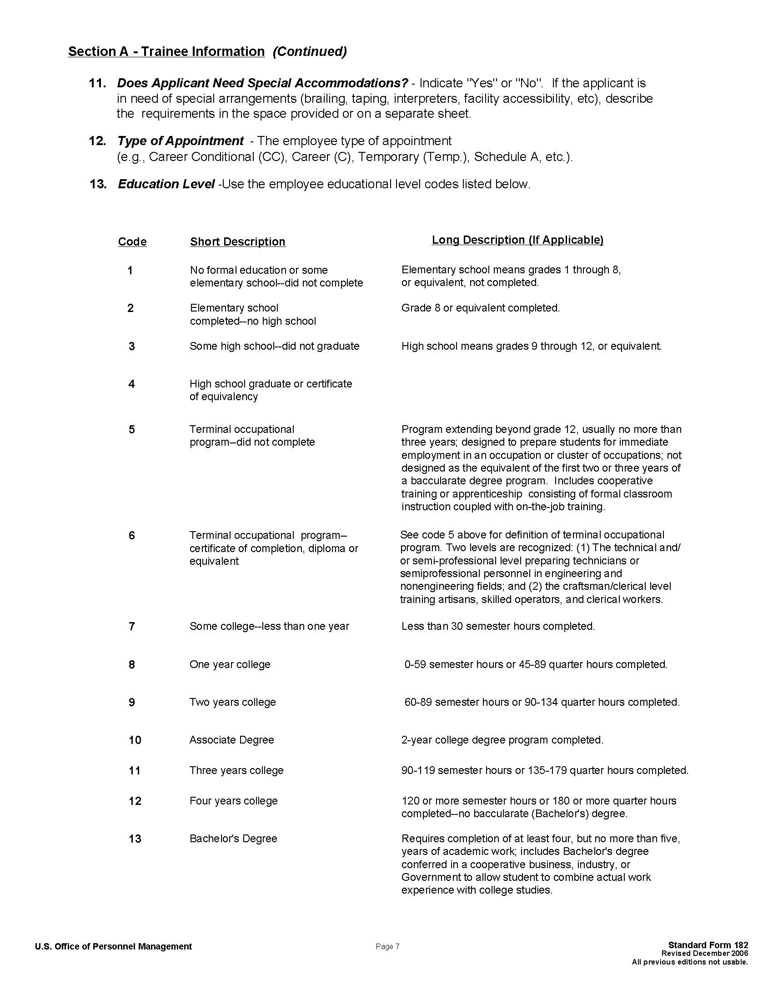 Section A - Trainee Information (Continued)
11. Does Applicant Need Special Accommodations? - Indicate "Yes" or "No". If the applicant is
in need of special arrangements (brailing, taping, interpreters, facility accessibility, etc), describe
the requirements in the space provided or on a separate sheet.
12. Type of Appointment - The employee type of appointment
(e.g., Career Conditional (CC), Career (C), Temporary (Temp.), Schedule A, etc.).
13. Education Level -Use the employee educational level codes listed below.
Code Short Description Long Description (If Applicable)
1 No formal education or some Elementary school means grades 1 through 8,
elementary school--did not complete or equivalent, not completed.
2 Elementary school Grade 8 or equivalent completed.
completed--no high school
3 Some high school--did not graduate High school means grades 9 through 12, or equivalent.
4 High school graduate or certificate
of equivalency
5 Terminal occupational Program extending beyond grade 12, usually no more than
program–did not complete three years; designed to prepare students for immediate
employment in an occupation or cluster of occupations; not
designed as the equivalent of the first two or three years of
a baccularate degree program. Includes cooperative
training or apprenticeship consisting of formal classroom
instruction coupled with on-the-job training.
6 Terminal occupational program– See code 5 above for definition of terminal occupational
certificate of completion, diploma or program. Two levels are recognized: (1) The technical and/
equivalent or semi-professional level preparing technicians or
semiprofessional personnel in engineering and
nonengineering fields; and (2) the craftsman/clerical level
training artisans, skilled operators, and clerical workers.
7 Some college--less than one year Less than 30 semester hours completed.
8 One year college 0-59 semester hours or 45-89 quarter hours completed.
9 Two years college 60-89 semester hours or 90-134 quarter hours completed.
10 Associate Degree 2-year college degree program completed.
11 Three years college 90-119 semester hours or 135-179 quarter hours completed.
12 Four years college 120 or more semester hours or 180 or more quarter hours
completed--no baccularate (Bachelor's) degree.
13 Bachelor's Degree Requires completion of at least four, but no more than five,
years of academic work; includes Bachelor's degree
conferred in a cooperative business, industry, or
Government to allow student to combine actual work
experience with college studies.
U.S. Office of Personnel Management Page 7 Standard Form 182
Revised December 2006
All previous editions not usable.